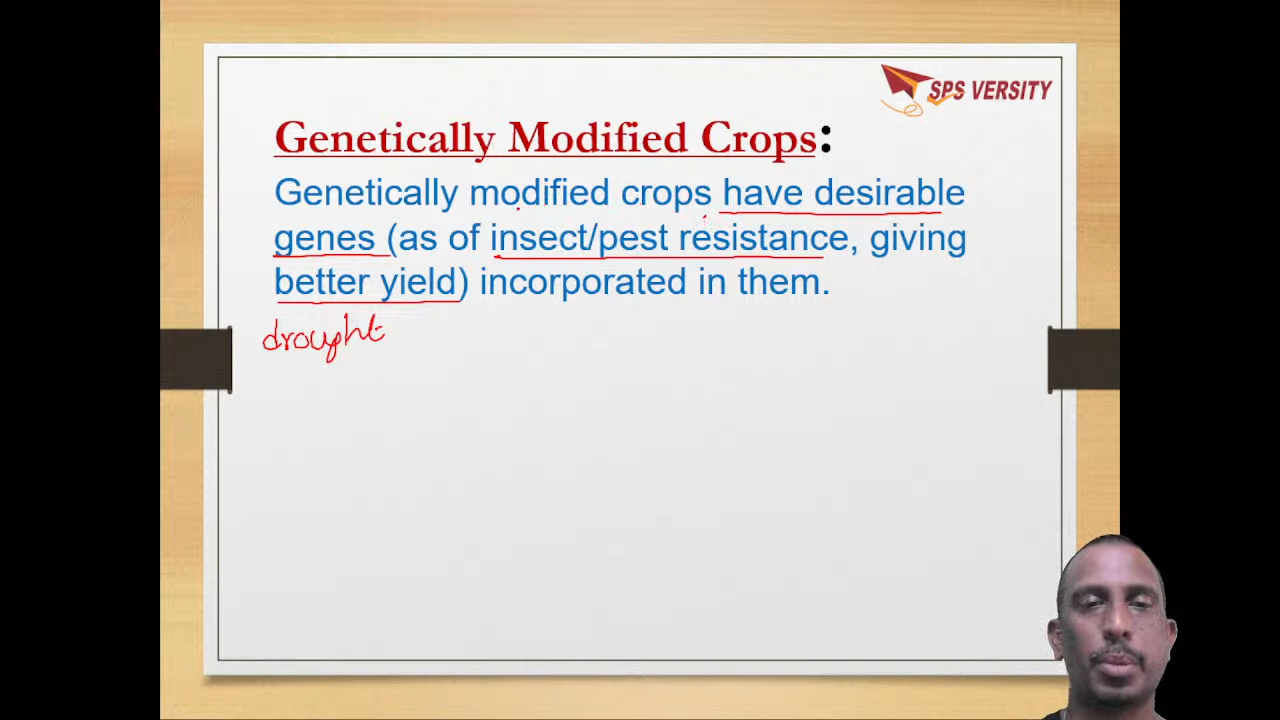 SPS VERSITY
Genetically Modified Crops:
Genetically modified crops have desirable
genes (as of insect/pest resistance, giving
better yield) incorporated in them.
drought